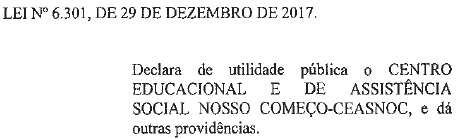 LEI Nº 6.301, DE 29 DE DEZEMBRO DE 2017.
Declara de utilidade pública o CENTRO
EDUCACIONAL E DE ASSISTÊNCIA
SOCIAL NOSSO COMEÇO-CEASNOC, e dá
outras providências.